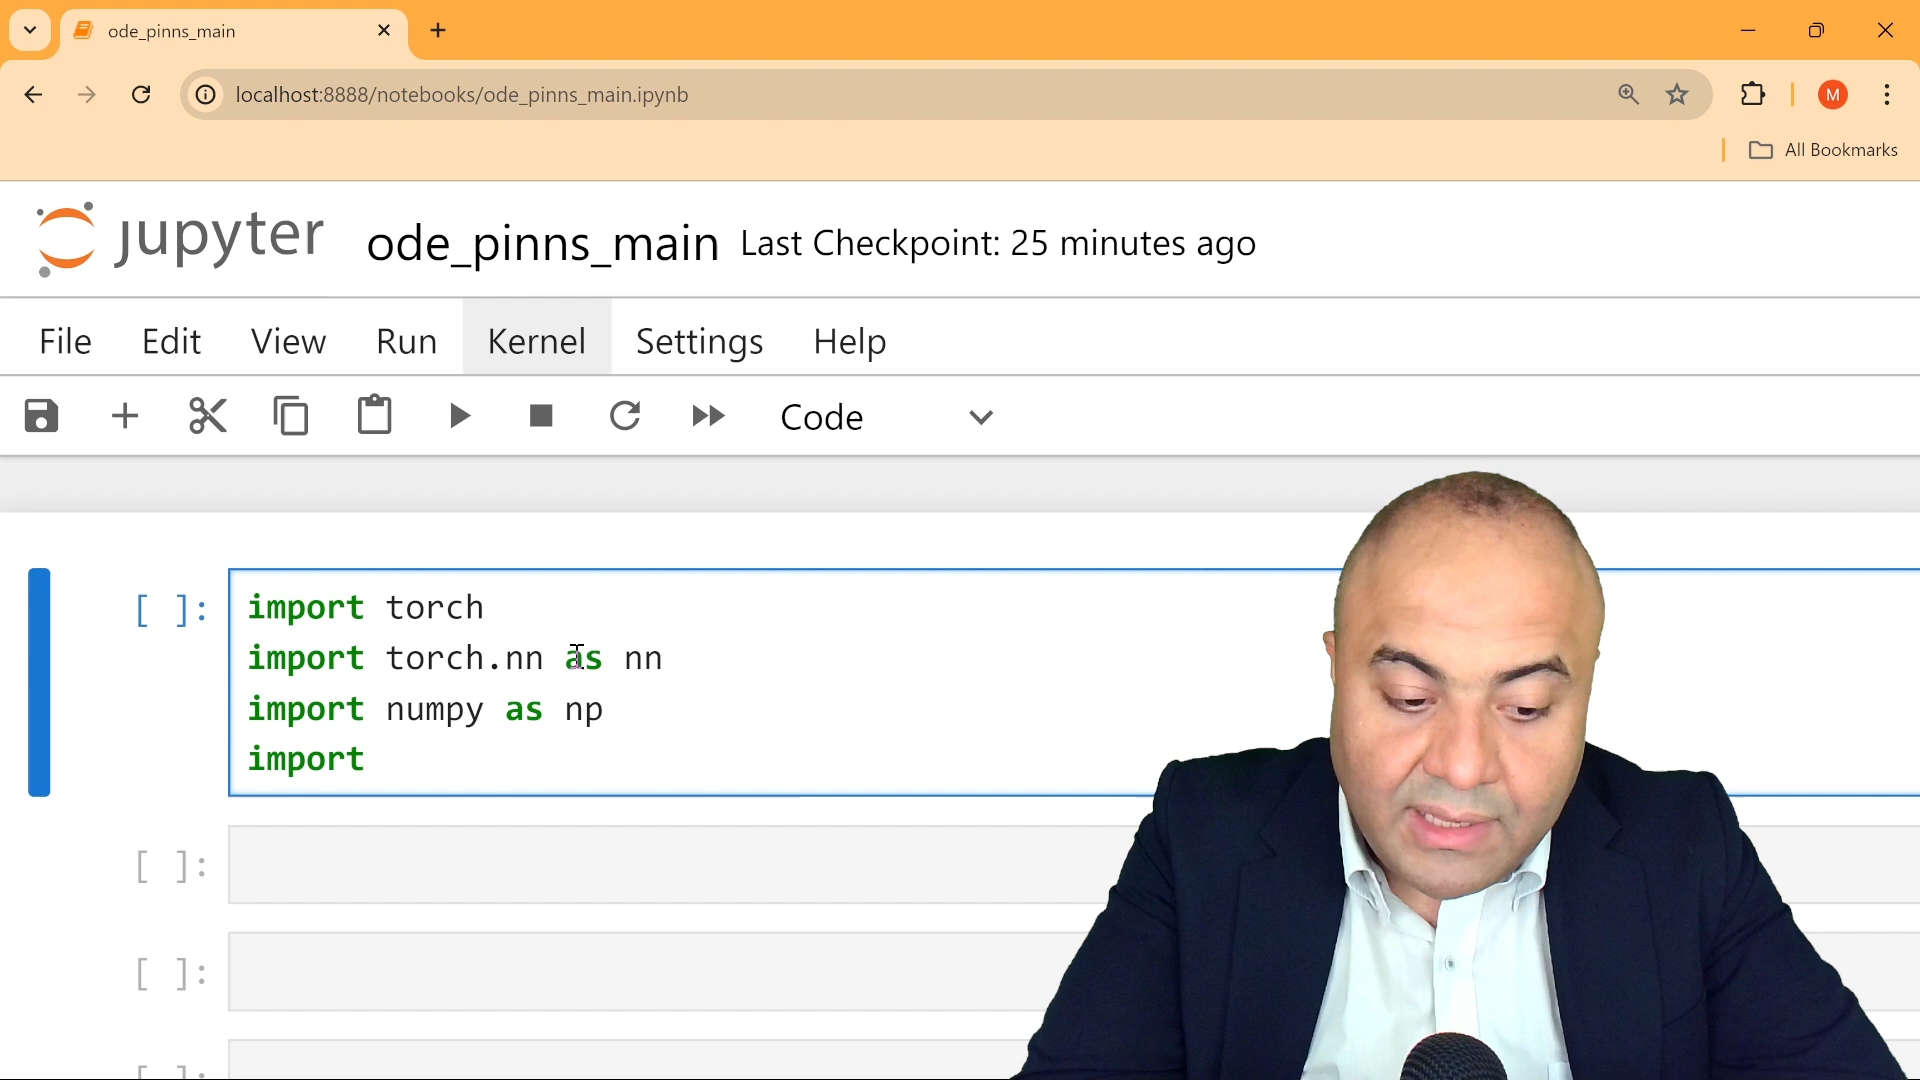 ode_pinns_main
localhost:8888/notebooks/ode_pinns_main.ipynb
M
All Bookmarks
jupyter ode_pinns_main Last Checkpoint: 25 minutes ago
File Edit View Run Kernel Settings Help
Code
[ ]: import torch
import torch.nn as nn
import numpy as np
import
[ ]:
[ ]:
[ ]: